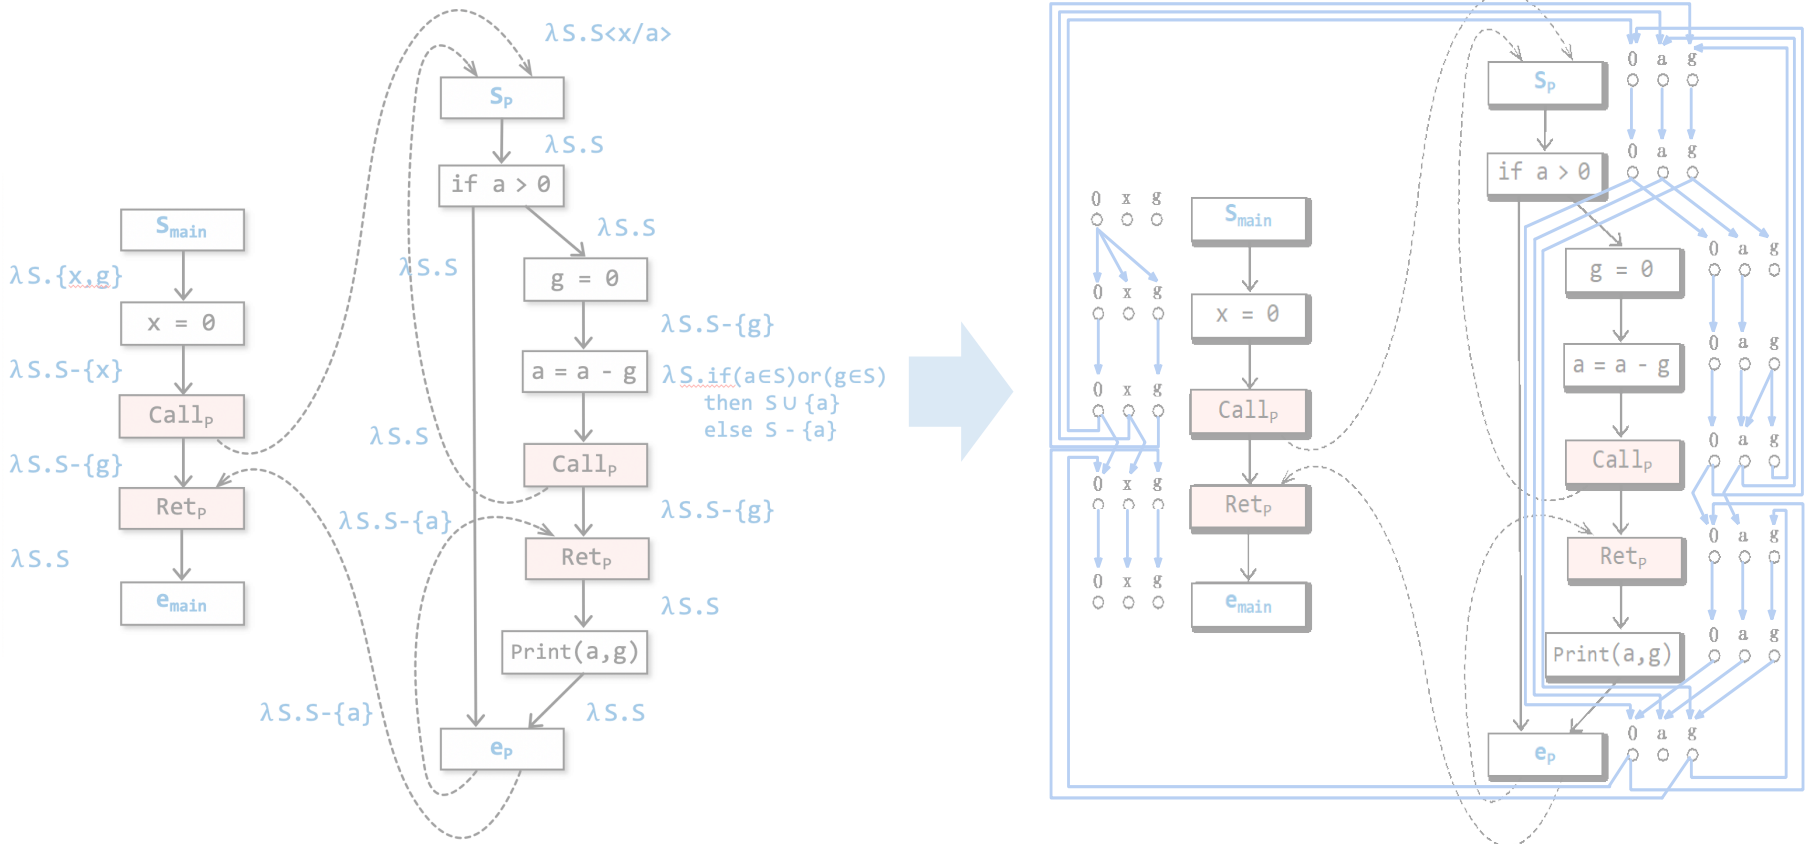 λS.S<x/a>
SP
λS.S
if a > 0
Smain
λS.S
λS.{x,g}
λS.S
g = 0
x = 0
λS.S-{g}
λS.S-{x}
a = a - g
λS.if(a∈S)or(g∈S)
then S∪{a}
else S-{a}
CallP
λS.S
λS.S-{g}
CallP
RetP
λS.S-{a}
λS.S-{g}
λS.S
RetP
emain
λS.S
Print(a,g)
λS.S-{a}
λS.S
eP
0 a g
SP
0 a g
if a > 0
0 x g
Smain
0 a g
g = 0
0 x g
x = 0
0 a g
a = a - g
0 x g
CallP
0 a g
CallP
0 x g
RetP
0 a g
RetP
0 x g
emain
0 a g
Print(a,g)
0 a g
eP